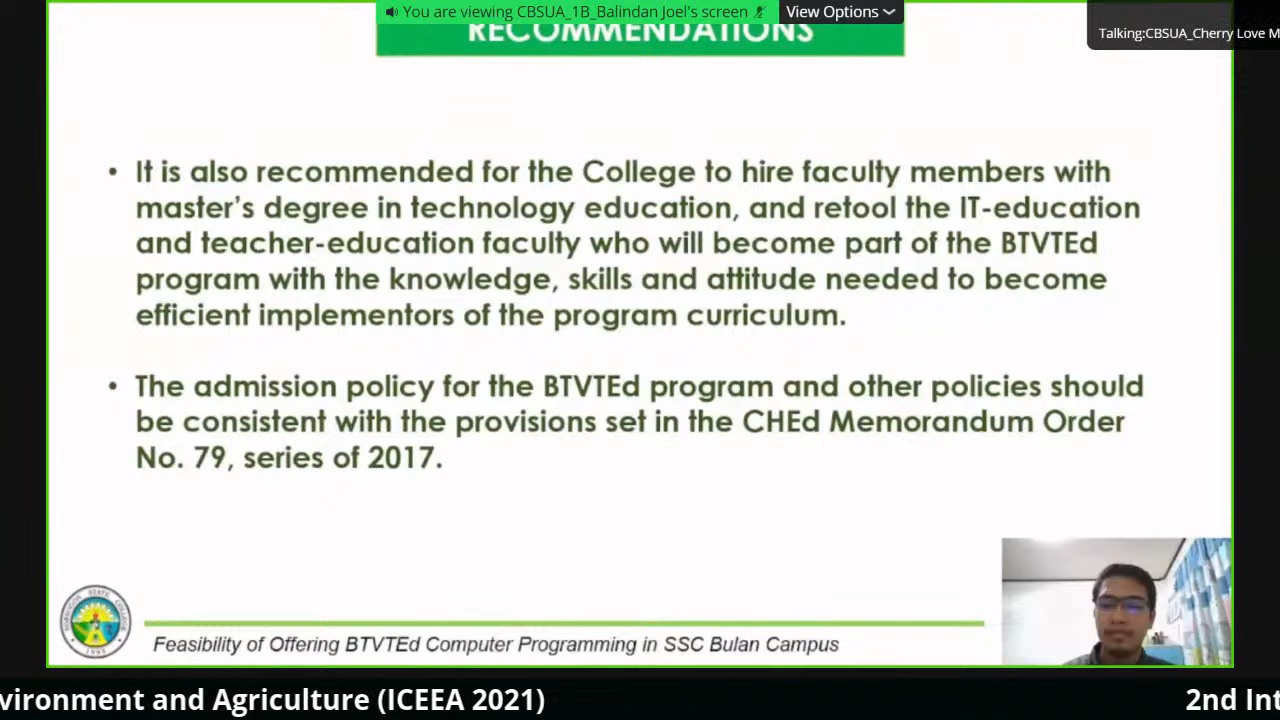 You are viewing CBSUA_1B_Balindan Joel's screen
View Options
Talking:CBSUA_Cherry Love M
RECOMMENDATIONS
• It is also recommended for the College to hire faculty members with
master's degree in technology education, and retool the IT-education
and teacher-education faculty who will become part of the BTVTEd
program with the knowledge, skills and attitude needed to become
efficient implementors of the program curriculum.
• The admission policy for the BTVTEd program and other policies should
be consistent with the provisions set in the CHEd Memorandum Order
No. 79, series of 2017.
Feasibility of Offering BTVTEd Computer Programming in SSC Bulan Campus
vironment and Agriculture (ICEEA 2021)
2nd Int